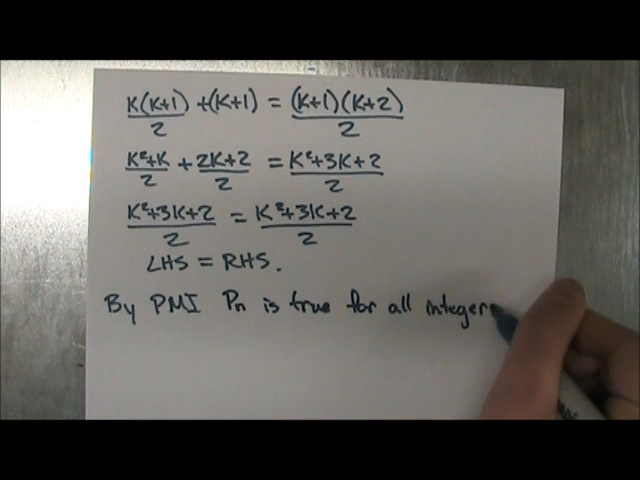 K(K+1)/2 + (K+1) = (K+1)(K+2)/2
K²+K/2 + 2K+2/2 = K²+3K+2/2
K²+3K+2/2 = K²+3K+2/2
LHS = RHS.
By PMI Pn is true for all integer